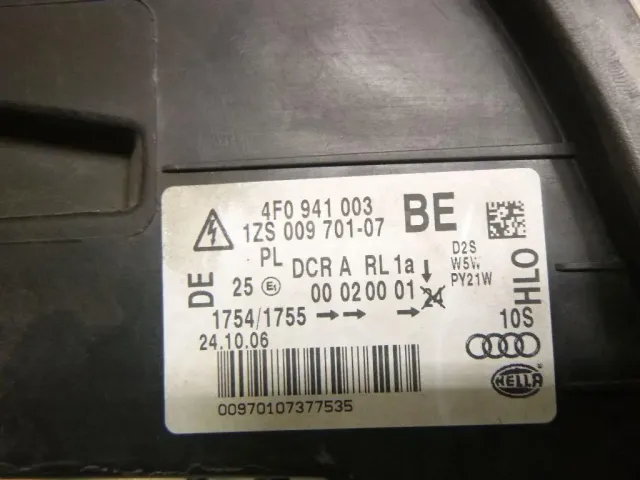 4F0 941 003 BE
1ZS 009 701-07
D2S
W5W
PY21W
DE
PL
DCR A RL 1a ↓
25 E1 00 02 00 01
1754/1755 → → →
24.10.06
HLO
10S
HELLA
00970107377535